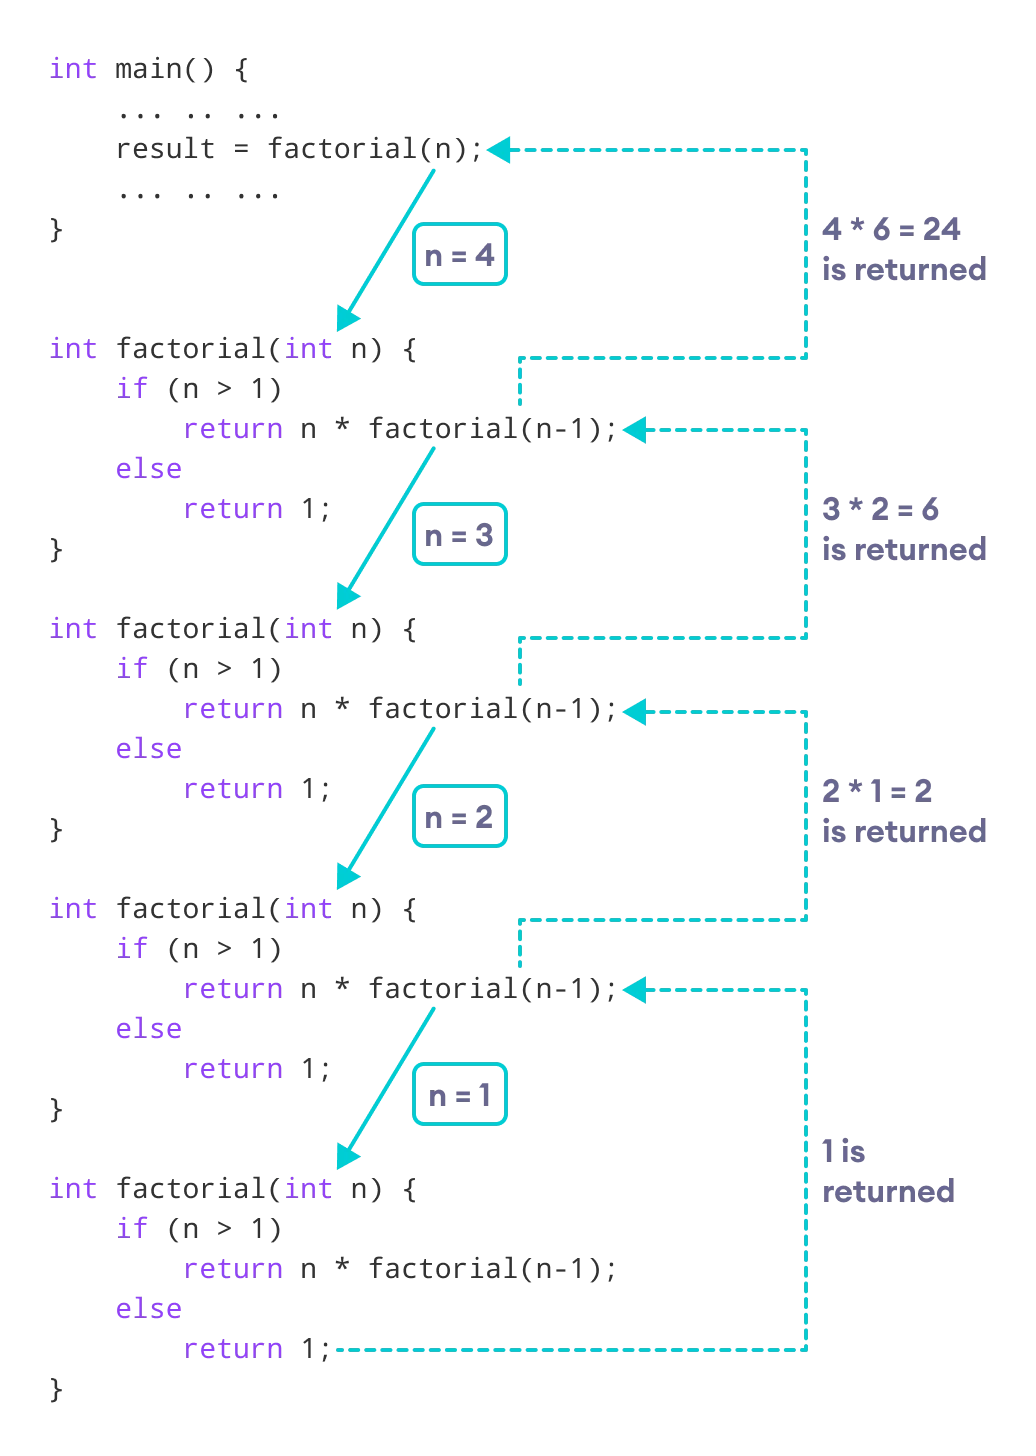 int main() {
... .. ...
result = factorial(n);
... .. ...
}
n = 4
4 * 6 = 24
is returned
int factorial(int n) {
if (n > 1)
return n * factorial(n-1);
else
return 1;
}
n = 3
3 * 2 = 6
is returned
int factorial(int n) {
if (n > 1)
return n * factorial(n-1);
else
return 1;
}
n = 2
2 * 1 = 2
is returned
int factorial(int n) {
if (n > 1)
return n * factorial(n-1);
else
return 1;
}
n = 1
1 is
returned
int factorial(int n) {
if (n > 1)
return n * factorial(n-1);
else
return 1;
}